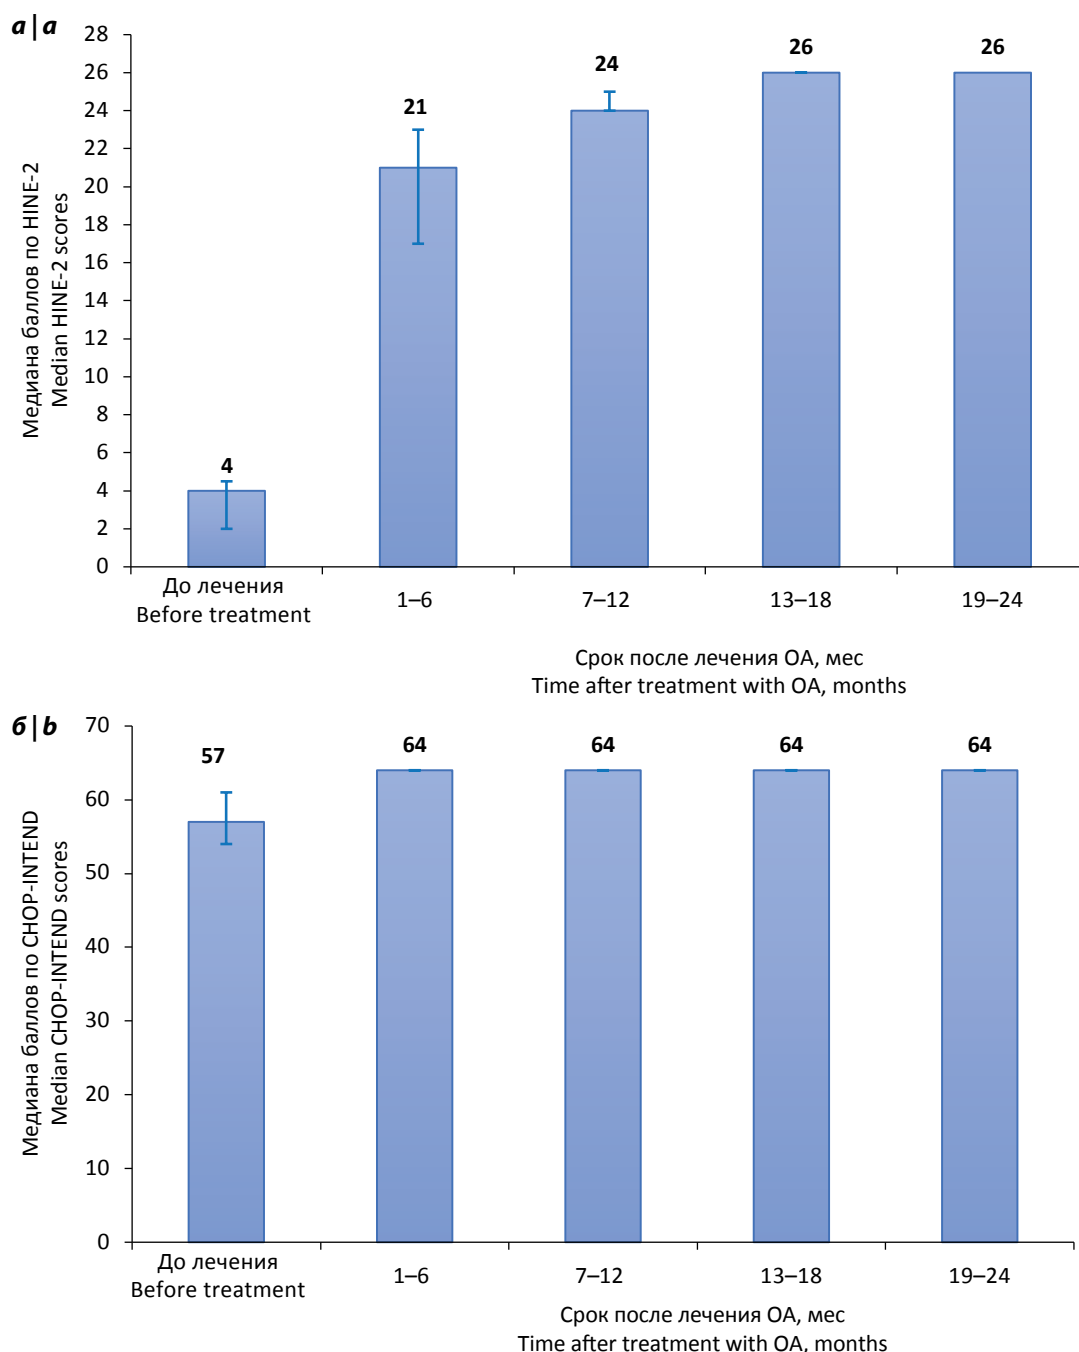 а|a
Медиана баллов по HINE-2
Median HINE-2 scores
28
26
24
22
20
18
16
14
12
10
8
6
4
2
0
4
21
24
26
26
До лечения
Before treatment
1–6
7–12
13–18
19–24
Срок после лечения ОА, мес
Time after treatment with OA, months
б|b
Медиана баллов по CHOP-INTEND
Median CHOP-INTEND scores
70
60
50
40
30
20
10
0
57
64
64
64
64
До лечения
Before treatment
1–6
7–12
13–18
19–24
Срок после лечения ОА, мес
Time after treatment with OA, months